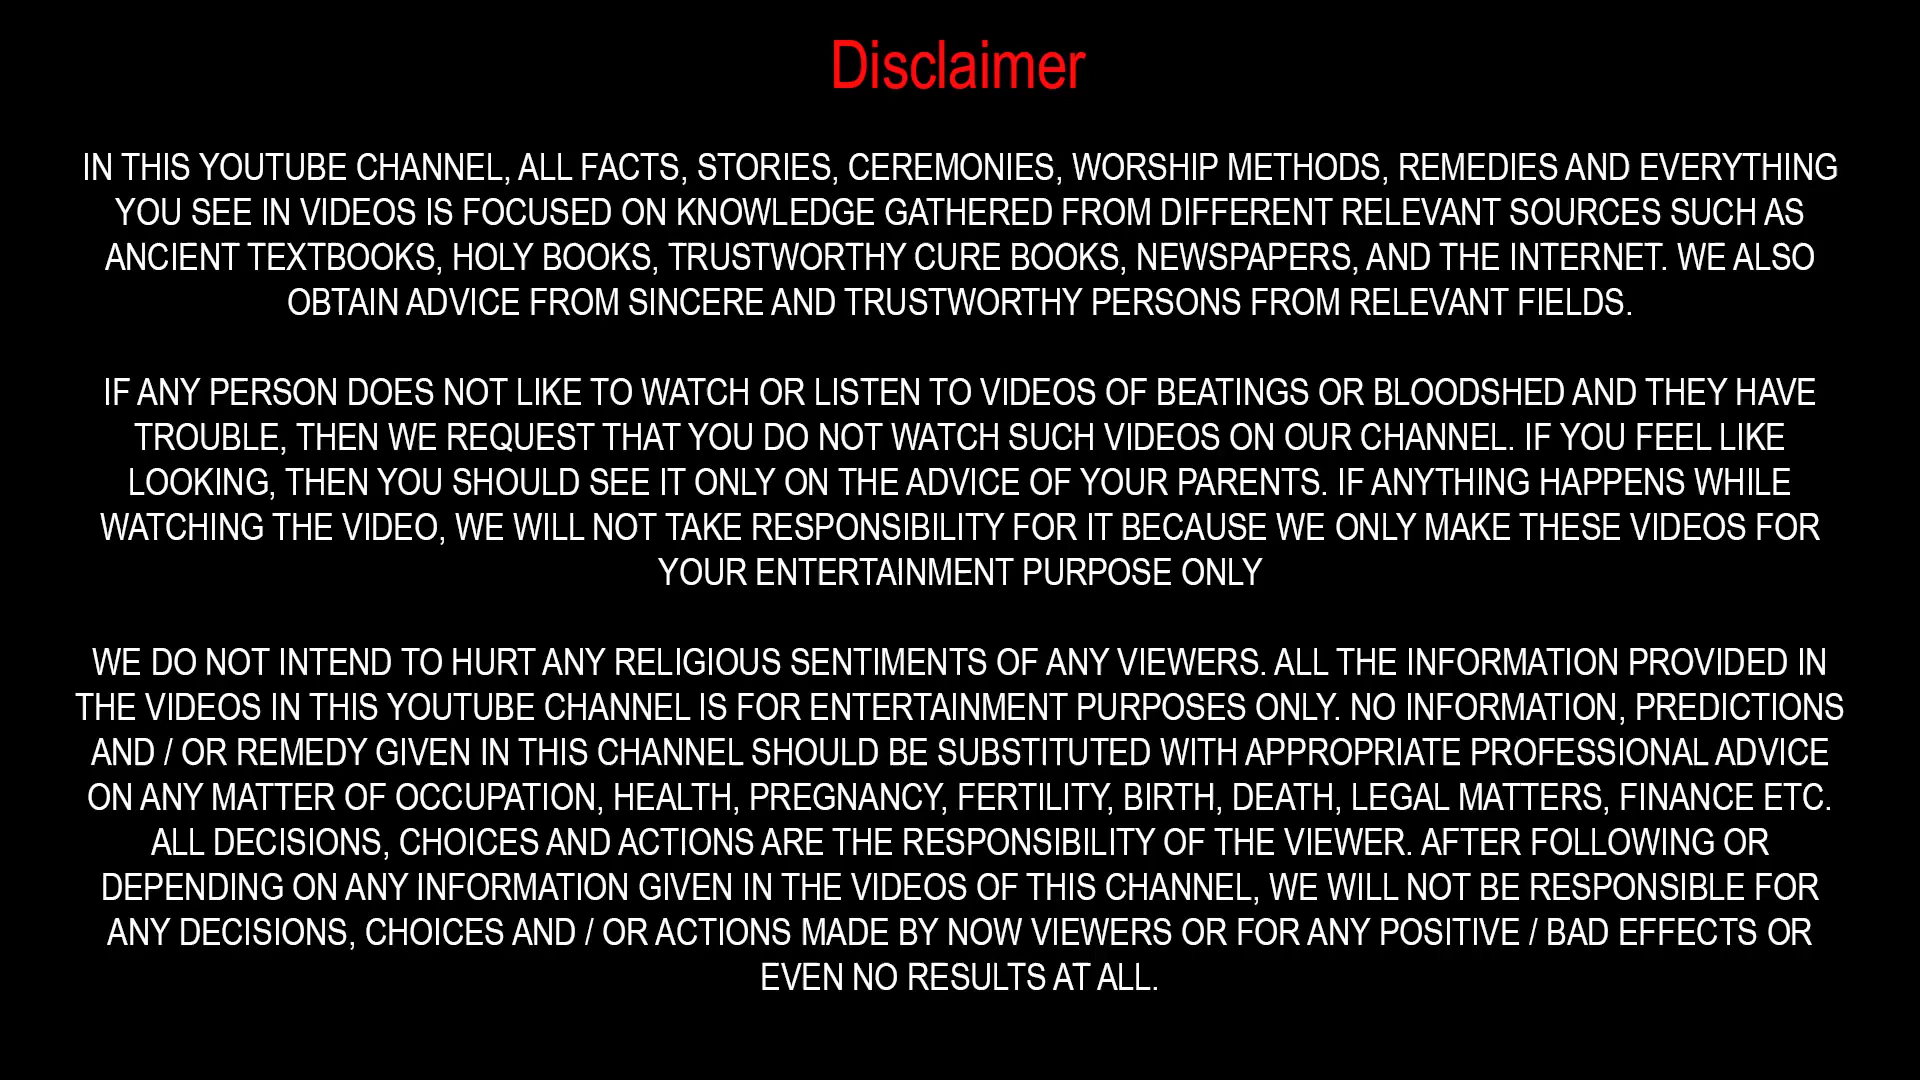 Disclaimer
IN THIS YOUTUBE CHANNEL, ALL FACTS, STORIES, CEREMONIES, WORSHIP METHODS, REMEDIES AND EVERYTHING
YOU SEE IN VIDEOS IS FOCUSED ON KNOWLEDGE GATHERED FROM DIFFERENT RELEVANT SOURCES SUCH AS
ANCIENT TEXTBOOKS, HOLY BOOKS, TRUSTWORTHY CURE BOOKS, NEWSPAPERS, AND THE INTERNET. WE ALSO
OBTAIN ADVICE FROM SINCERE AND TRUSTWORTHY PERSONS FROM RELEVANT FIELDS.
IF ANY PERSON DOES NOT LIKE TO WATCH OR LISTEN TO VIDEOS OF BEATINGS OR BLOODSHED AND THEY HAVE
TROUBLE, THEN WE REQUEST THAT YOU DO NOT WATCH SUCH VIDEOS ON OUR CHANNEL. IF YOU FEEL LIKE
LOOKING, THEN YOU SHOULD SEE IT ONLY ON THE ADVICE OF YOUR PARENTS. IF ANYTHING HAPPENS WHILE
WATCHING THE VIDEO, WE WILL NOT TAKE RESPONSIBILITY FOR IT BECAUSE WE ONLY MAKE THESE VIDEOS FOR
YOUR ENTERTAINMENT PURPOSE ONLY
WE DO NOT INTEND TO HURT ANY RELIGIOUS SENTIMENTS OF ANY VIEWERS. ALL THE INFORMATION PROVIDED IN
THE VIDEOS IN THIS YOUTUBE CHANNEL IS FOR ENTERTAINMENT PURPOSES ONLY. NO INFORMATION, PREDICTIONS
AND / OR REMEDY GIVEN IN THIS CHANNEL SHOULD BE SUBSTITUTED WITH APPROPRIATE PROFESSIONAL ADVICE
ON ANY MATTER OF OCCUPATION, HEALTH, PREGNANCY, FERTILITY, BIRTH, DEATH, LEGAL MATTERS, FINANCE ETC.
ALL DECISIONS, CHOICES AND ACTIONS ARE THE RESPONSIBILITY OF THE VIEWER. AFTER FOLLOWING OR
DEPENDING ON ANY INFORMATION GIVEN IN THE VIDEOS OF THIS CHANNEL, WE WILL NOT BE RESPONSIBLE FOR
ANY DECISIONS, CHOICES AND / OR ACTIONS MADE BY NOW VIEWERS OR FOR ANY POSITIVE / BAD EFFECTS OR
EVEN NO RESULTS AT ALL.